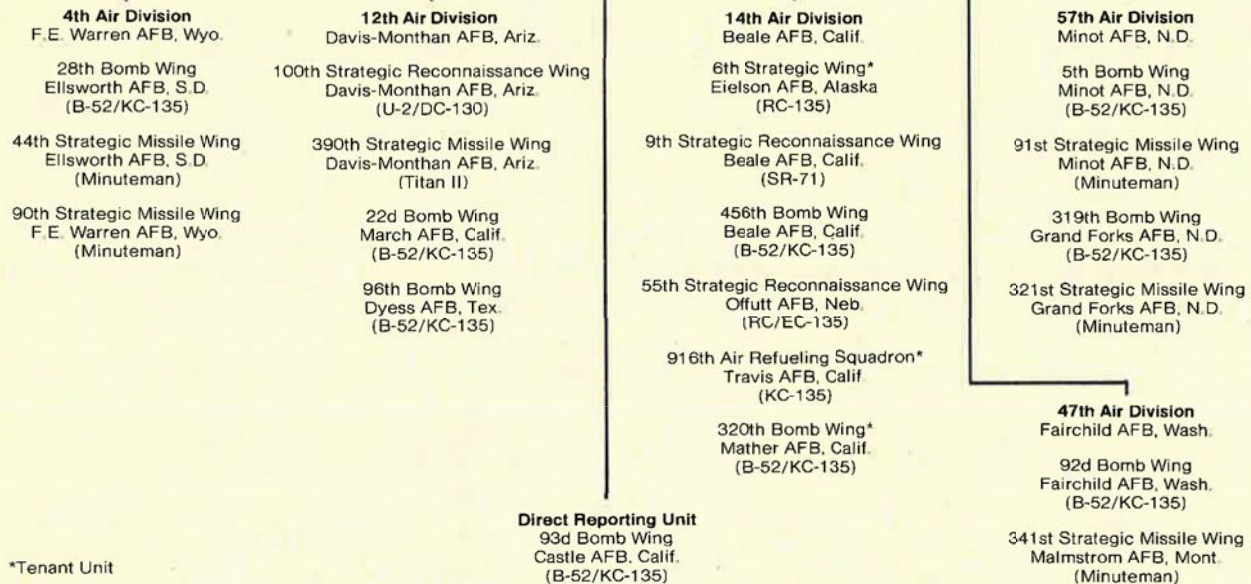 4th Air Division
F.E. Warren AFB, Wyo.
28th Bomb Wing
Ellsworth AFB, S.D.
(B-52/KC-135)
44th Strategic Missile Wing
Ellsworth AFB, S.D.
(Minuteman)
90th Strategic Missile Wing
F.E. Warren AFB, Wyo.
(Minuteman)
12th Air Division
Davis-Monthan AFB, Ariz.
100th Strategic Reconnaissance Wing
Davis-Monthan AFB, Ariz.
(U-2/DC-130)
390th Strategic Missile Wing
Davis-Monthan AFB, Ariz.
(Titan II)
22d Bomb Wing
March AFB, Calif.
(B-52/KC-135)
96th Bomb Wing
Dyess AFB, Tex.
(B-52/KC-135)
14th Air Division
Beale AFB, Calif.
6th Strategic Wing*
Eielson AFB, Alaska
(RC-135)
9th Strategic Reconnaissance Wing
Beale AFB, Calif.
(SR-71)
456th Bomb Wing
Beale AFB, Calif.
(B-52/KC-135)
55th Strategic Reconnaissance Wing
Offutt AFB, Neb.
(RC/EC-135)
916th Air Refueling Squadron*
Travis AFB, Calif.
(KC-135)
320th Bomb Wing*
Mather AFB, Calif.
(B-52/KC-135)
57th Air Division
Minot AFB, N.D.
5th Bomb Wing
Minot AFB, N.D.
(B-52/KC-135)
91st Strategic Missile Wing
Minot AFB, N.D.
(Minuteman)
319th Bomb Wing
Grand Forks AFB, N.D.
(B-52/KC-135)
321st Strategic Missile Wing
Grand Forks AFB, N.D.
(Minuteman)
47th Air Division
Fairchild AFB, Wash.
92d Bomb Wing
Fairchild AFB, Wash.
(B-52/KC-135)
341st Strategic Missile Wing
Malmstrom AFB, Mont.
(Minuteman)
Direct Reporting Unit
93d Bomb Wing
Castle AFB, Calif.
(B-52/KC-135)
*Tenant Unit